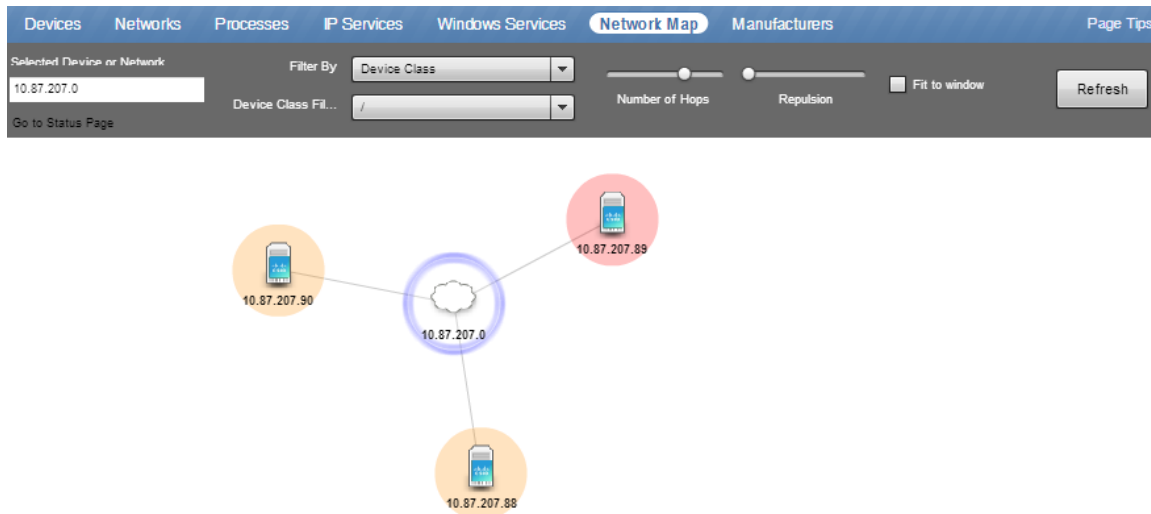 Devices Networks Processes IP Services Windows Services Network Map Manufacturers Page Tips
Selected Device or Network
10.87.207.0
Go to Status Page
Filter By Device Class
Device Class Fil... /
Number of Hops Repulsion
Fit to window
Refresh
10.87.207.89
10.87.207.90
10.87.207.0
10.87.207.88